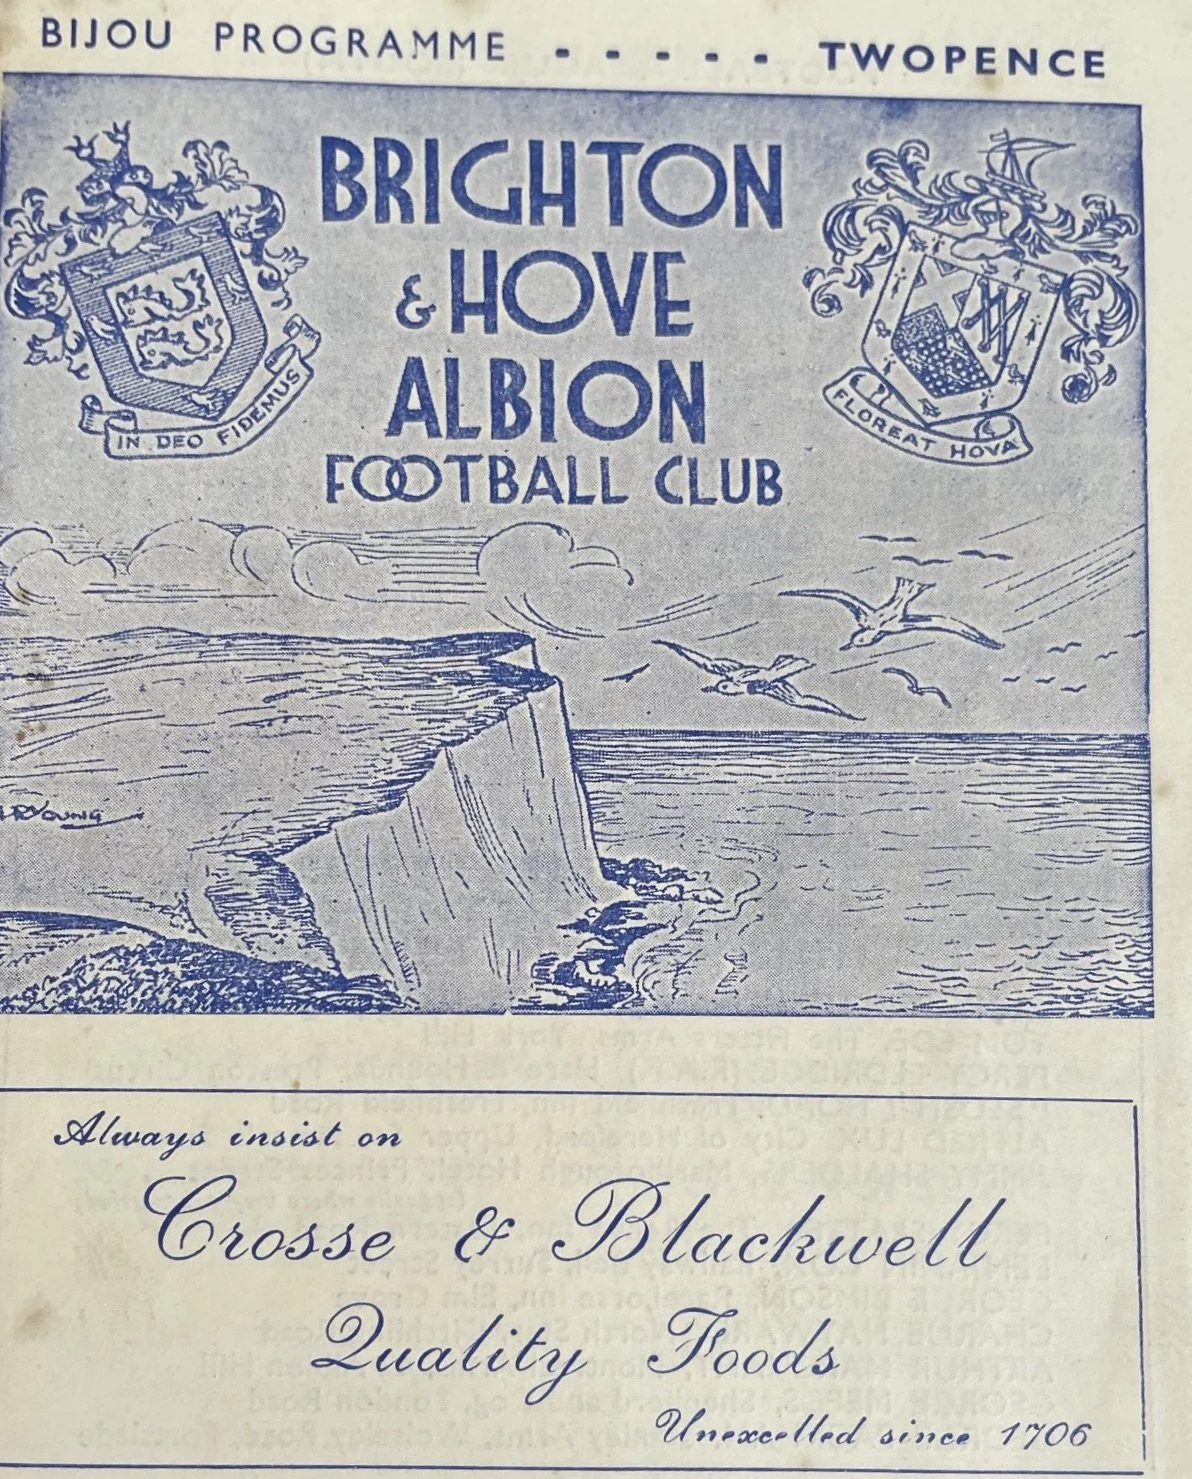 BIJOU PROGRAMME - - - - - TWOPENCE
BRIGHTON
& HOVE
ALBION
FOOTBALL CLUB
IN DEO FIDEMUS
FLOREAT HOVA
YOUNG
Always insist on
Crosse & Blackwell
Quality Foods
Unexcelled since 1706